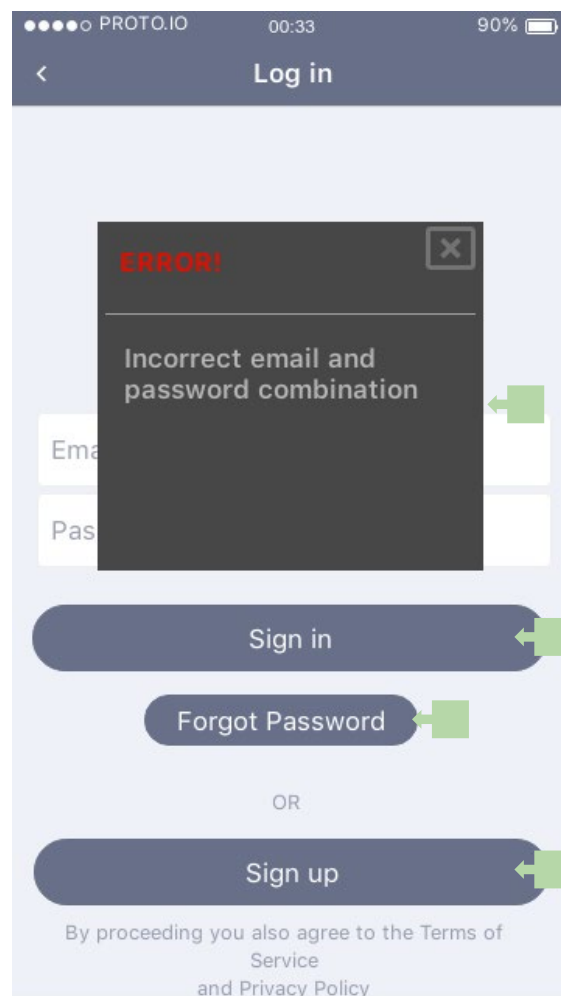 PROTO.IO 00:33 90%
Log in
ERROR!
Incorrect email and
password combination
Ema
Pas
Sign in
Forgot Password
OR
Sign up
By proceeding you also agree to the Terms of
Service
and Privacy Policy